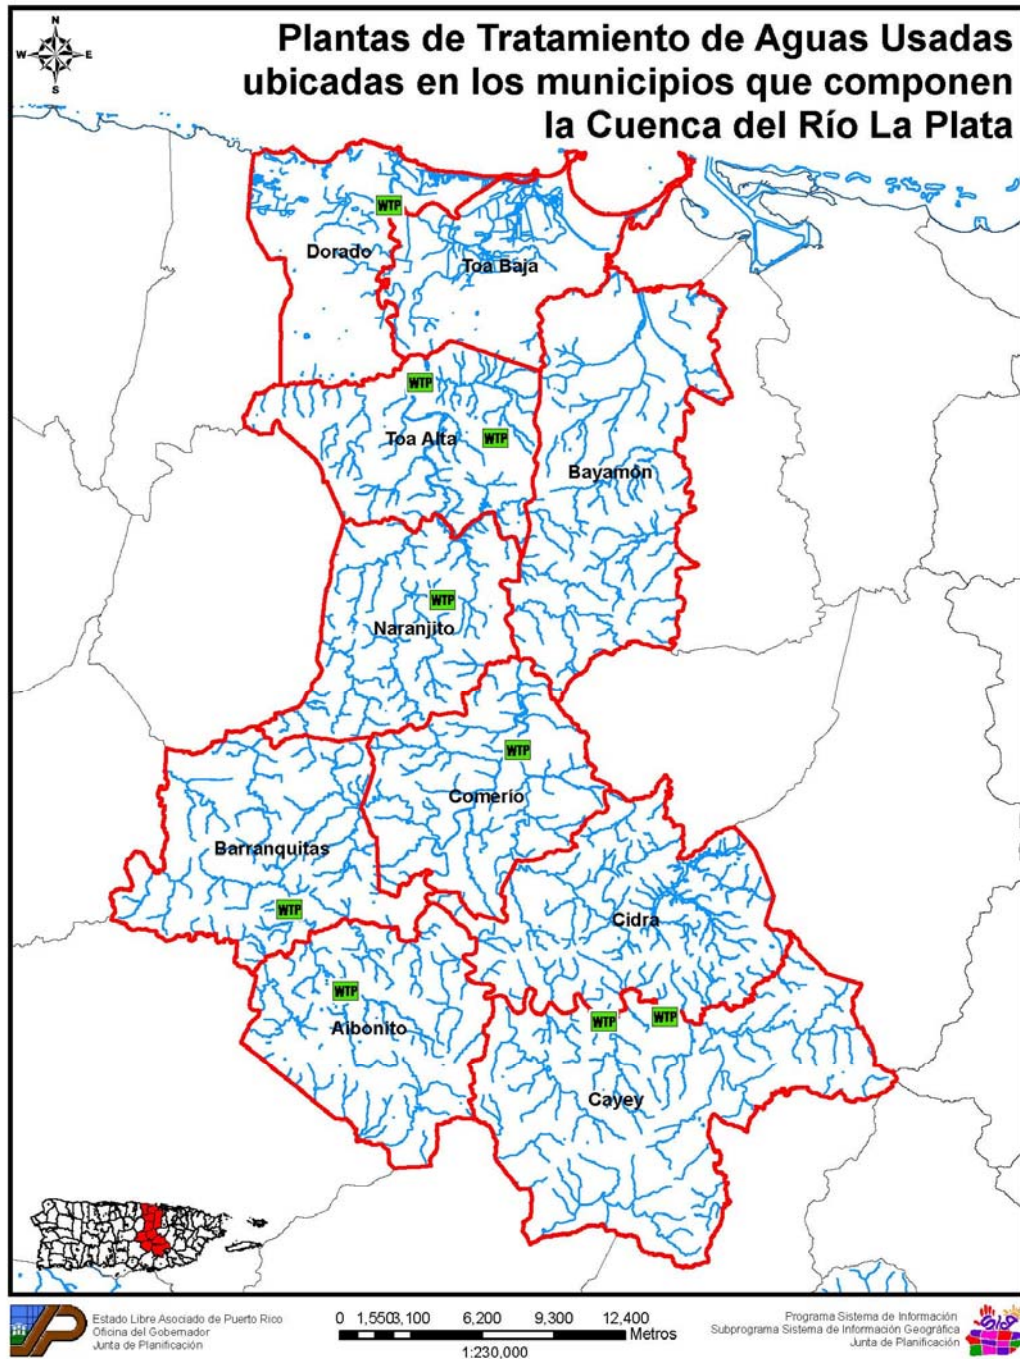 Plantas de Tratamiento de Aguas Usadas
ubicadas en los municipios que componen
la Cuenca del Río La Plata
N
W E
S
WTP
Dorado
Toa Baja
WTP
Toa Alta WTP
Bayamón
WTP
Naranjito
WTP
Comerío
Barranquitas
WTP
Cidra
WTP
Aibonito
WTP WTP
Cayey
Estado Libre Asociado de Puerto Rico
Oficina del Gobernador
Junta de Planificación
0 1,550 3,100 6,200 9,300 12,400
Metros
1:230,000
Programa Sistema de Información
Subprograma Sistema de Información Geográfica
Junta de Planificación